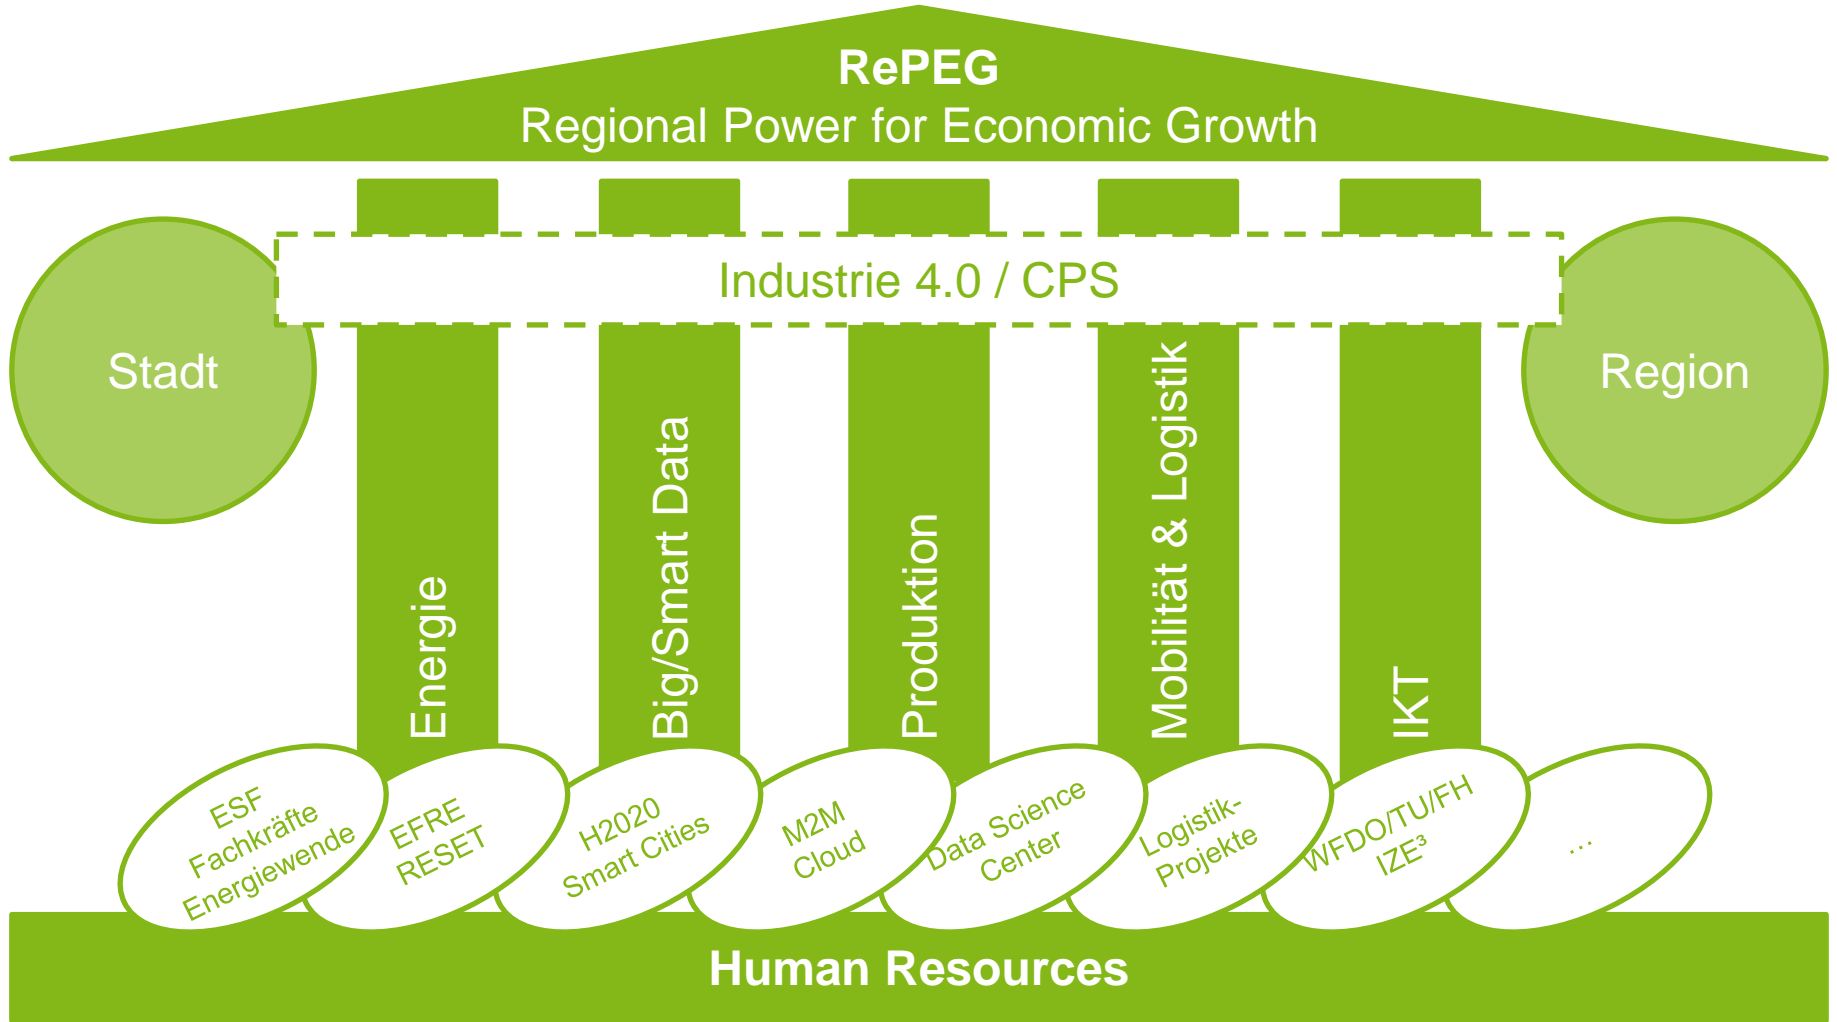 RePEG
Regional Power for Economic Growth
Industrie 4.0 / CPS
Stadt
Region
Energie
Big/Smart Data
Produktion
Mobilität & Logistik
IKT
ESF
Fachkräfte
Energiewende
EFRE
RESET
H2020
Smart Cities
M2M
Cloud
Data Science
Center
Logistik-
Projekte
WFDO/TU/FH
IZE³
…
Human Resources